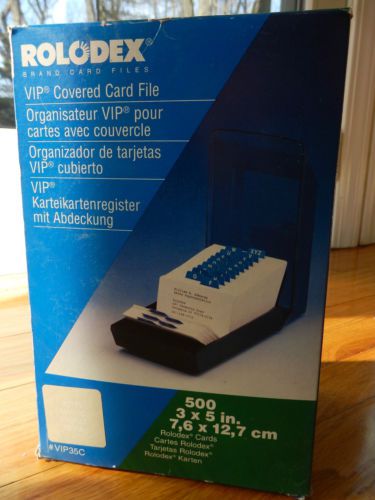 ROLODEX
BRAND CARD FILES
VIP® Covered Card File
Organisateur VIP® pour
cartes avec couvercle
Organizador de tarjetas
VIP® cubierto
VIP®
Karteikartenregister
mit Abdeckung
XYZ
500
3 x 5 in.
7,6 x 12,7 cm
Rolodex® Cards
Cartes Rolodex®
Tarjetas Rolodex®
Rolodex® Karten
#VIP35C